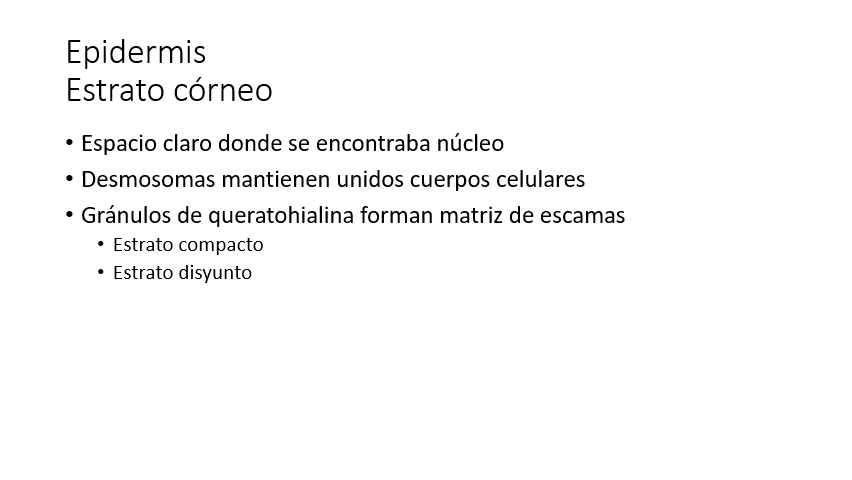 Epidermis
Estrato córneo
• Espacio claro donde se encontraba núcleo
• Desmosomas mantienen unidos cuerpos celulares
• Gránulos de queratohialina forman matriz de escamas
• Estrato compacto
• Estrato disyunto